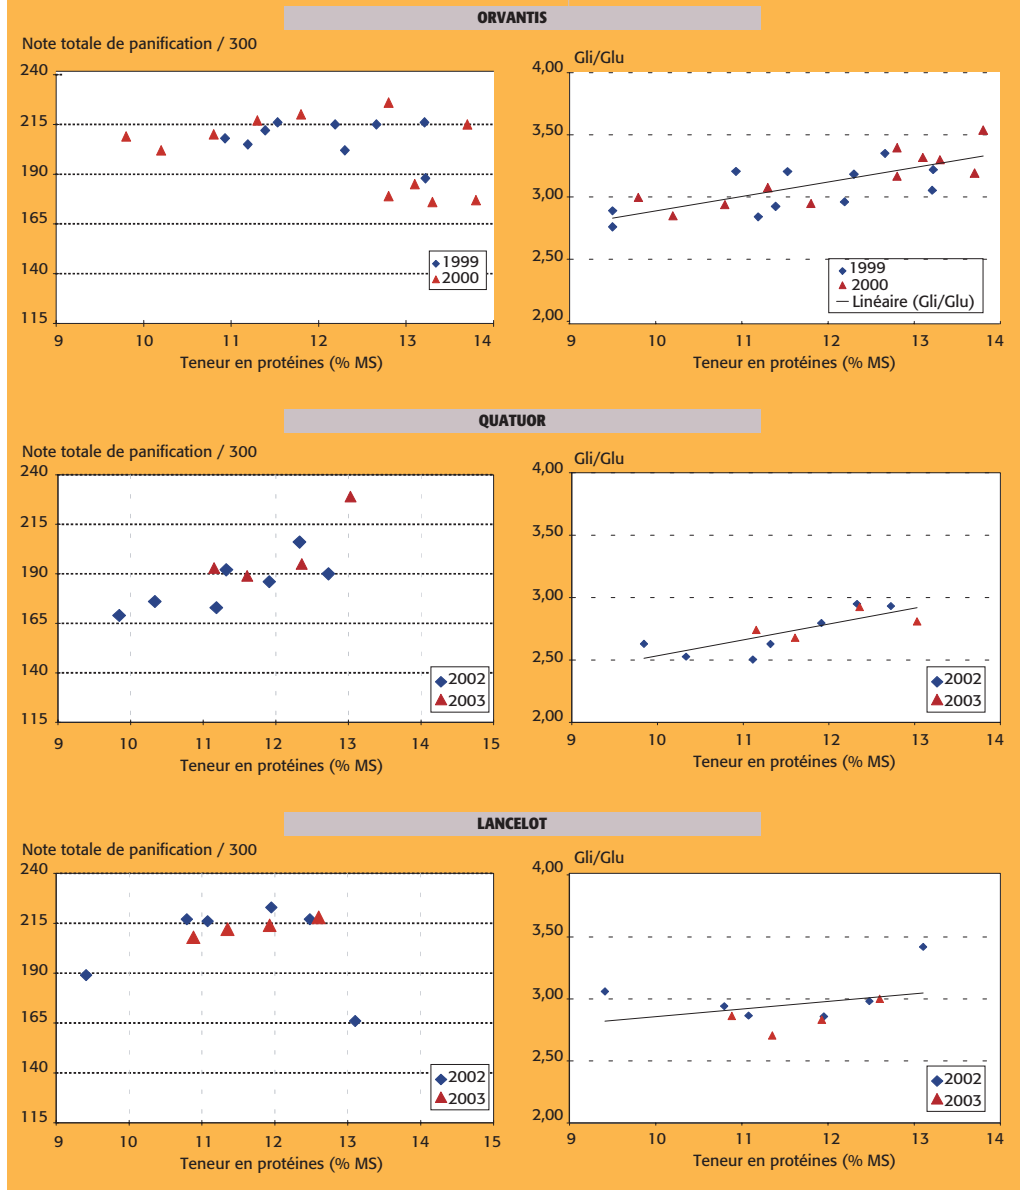 ORVANTIS
Note totale de panification / 300
240
215
190
165
140
115
9 10 11 12 13 14
Teneur en protéines (% MS)
1999
2000
Gli/Glu
4,00
3,50
3,00
2,50
2,00
9 10 11 12 13 14
Teneur en protéines (% MS)
1999
2000
Linéaire (Gli/Glu)
QUATUOR
Note totale de panification / 300
240
215
190
165
140
115
9 10 11 12 13 14 15
Teneur en protéines (% MS)
2002
2003
Gli/Glu
4,00
3,50
3,00
2,50
2,00
9 10 11 12 13 14
Teneur en protéines (% MS)
2002
2003
LANCELOT
Note totale de panification / 300
240
215
190
165
140
115
9 10 11 12 13 14 15
Teneur en protéines (% MS)
2002
2003
Gli/Glu
4,00
3,50
3,00
2,50
2,00
9 10 11 12 13 14
Teneur en protéines (% MS)
2002
2003